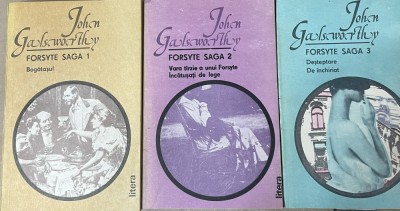 John
Galsworthy
FORSYTE SAGA 1
Bogătașul
litera
John
Galsworthy
FORSYTE SAGA 2
Vara tîrzie a unui Forsyte
Încătușați de lege
litera
John
Galsworthy
FORSYTE SAGA 3
Deșteptare
De închiriat
litera